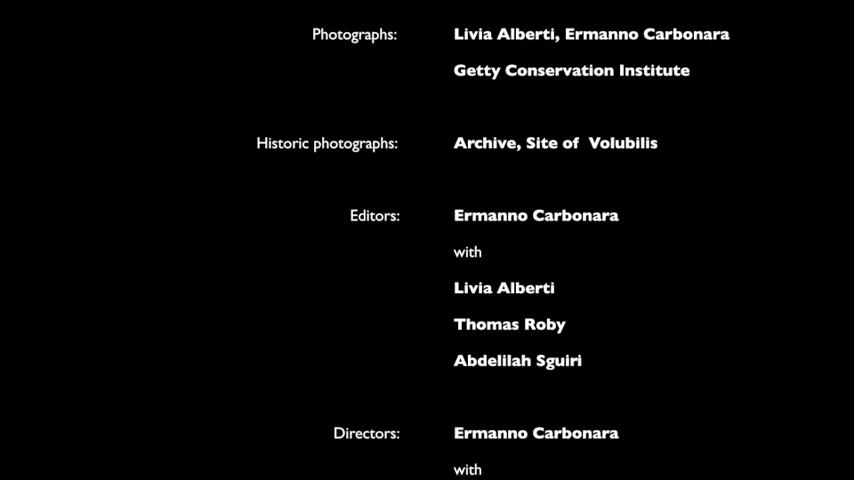 Photographs: Livia Alberti, Ermanno Carbonara
Getty Conservation Institute
Historic photographs: Archive, Site of Volubilis
Editors: Ermanno Carbonara
with
Livia Alberti
Thomas Roby
Abdelilah Sguiri
Directors: Ermanno Carbonara
with